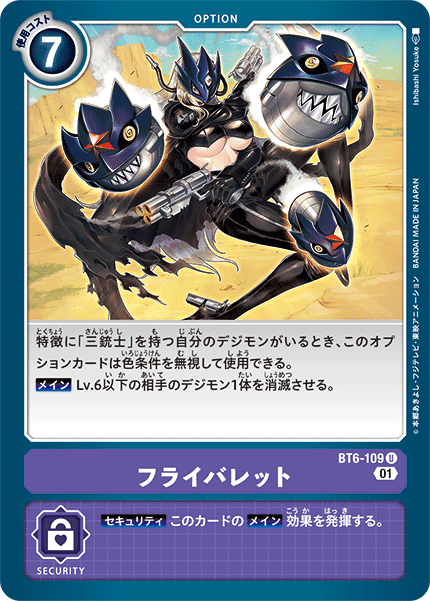 OPTION
使用コスト
7
Ishibashi Yosuke
特徴に「三銃士」を持つ自分のデジモンがいるとき、このオ
プションカードは色条件を無視して使用できる。
メイン Lv.6以下の相手のデジモン1体を消滅させる。
©本郷あきよし・フジテレビ・東映アニメーション BANDAI MADE IN JAPAN
BT6-109 U
フライバレット
01
セキュリティ このカードの メイン 効果を発揮する。
SECURITY